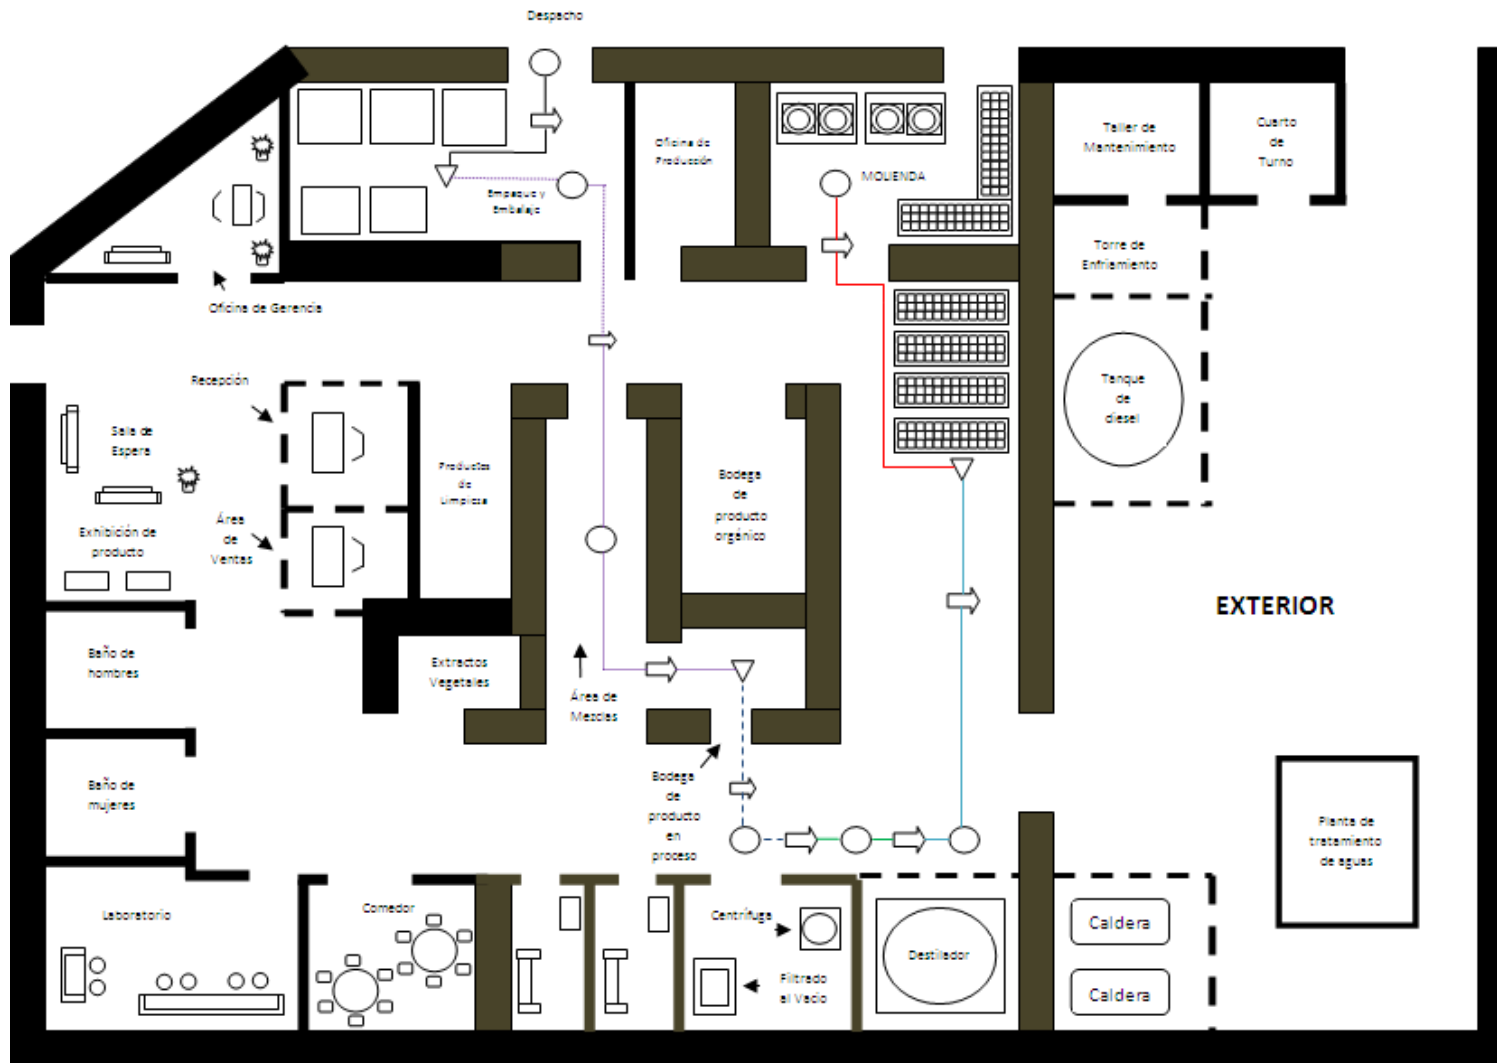 Despacho
Oficina de
Producción
MOLIENDA
Empaque y
Embalaje
Taller de
Mantenimiento
Cuarto
de
Turno
Torre de
Enfriamiento
Oficina de Gerencia
Recepción
Sala de
Espera
Tanque
de
diesel
Productos
de
Limpieza
Bodega
de
producto
orgánico
Exhibición de
producto
Área
de
Ventas
EXTERIOR
Baño de
hombres
Extractos
Vegetales
Área de
Mezclas
Baño de
mujeres
Bodega
de
producto
en
proceso
Planta de
tratamiento
de aguas
Laboratorio
Comedor
Centrífuga
Filtrado
al Vacio
Destilador
Caldera
Caldera